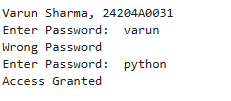 Varun Sharma, 24204A0031
Enter Password:  varun
Wrong Password
Enter Password:  python
Access Granted